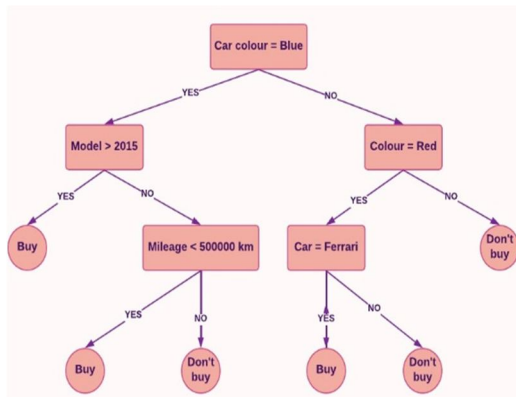 Car colour = Blue
YES
NO
Model > 2015
Colour = Red
YES
NO
YES
NO
Buy
Mileage < 500000 km
Car = Ferrari
Don't
buy
YES
NO
YES
NO
Buy
Don't
buy
Buy
Don't
buy